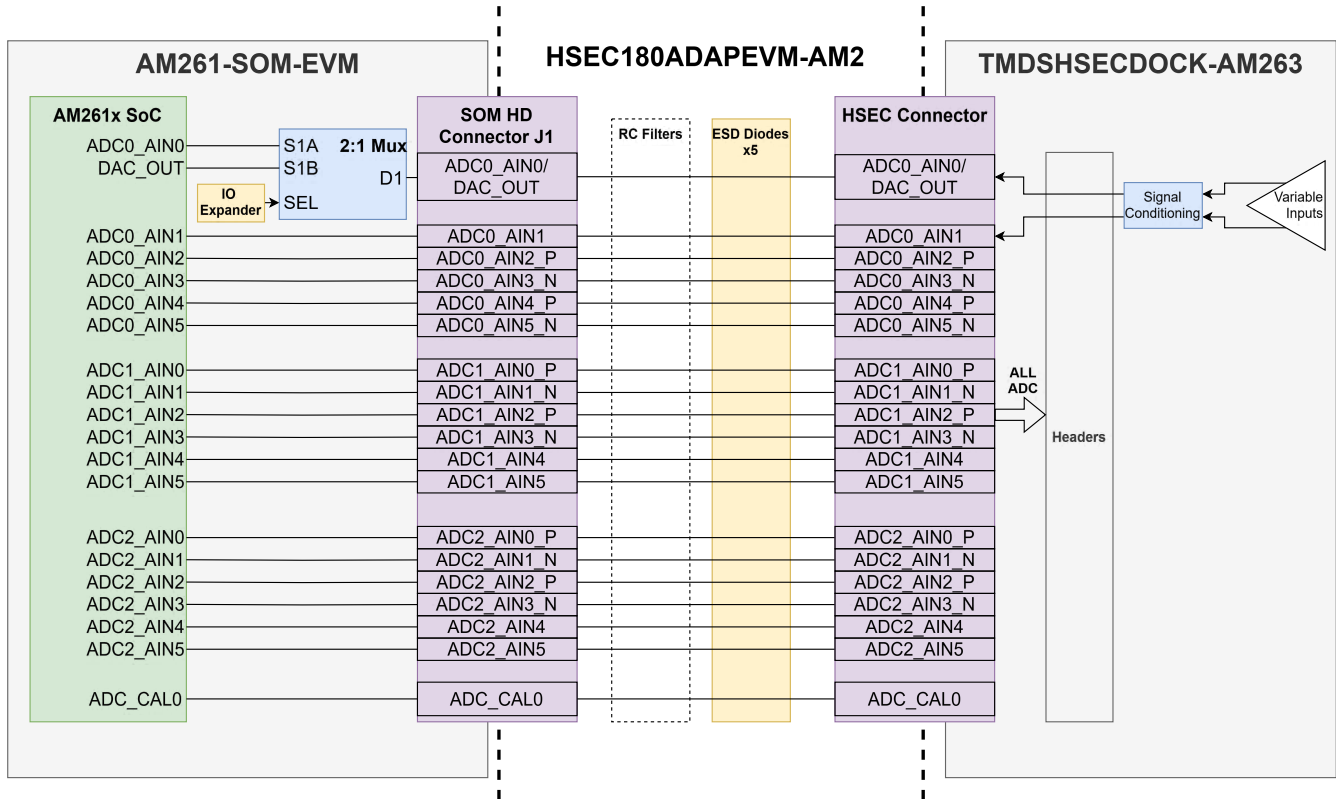 AM261-SOM-EVM
HSEC180ADAPEVM-AM2
TMDSHSECDOCK-AM263
AM261x SoC
ADC0_AIN0
DAC_OUT
ADC0_AIN1
ADC0_AIN2
ADC0_AIN3
ADC0_AIN4
ADC0_AIN5
ADC1_AIN0
ADC1_AIN1
ADC1_AIN2
ADC1_AIN3
ADC1_AIN4
ADC1_AIN5
ADC2_AIN0
ADC2_AIN1
ADC2_AIN2
ADC2_AIN3
ADC2_AIN4
ADC2_AIN5
ADC_CAL0
IO
Expander
S1A
2:1 Mux
S1B
D1
SEL
SOM HD
Connector J1
ADC0_AIN0/
DAC_OUT
ADC0_AIN1
ADC0_AIN2_P
ADC0_AIN3_N
ADC0_AIN4_P
ADC0_AIN5_N
ADC1_AIN0_P
ADC1_AIN1_N
ADC1_AIN2_P
ADC1_AIN3_N
ADC1_AIN4
ADC1_AIN5
ADC2_AIN0_P
ADC2_AIN1_N
ADC2_AIN2_P
ADC2_AIN3_N
ADC2_AIN4
ADC2_AIN5
ADC_CAL0
RC Filters
ESD Diodes
x5
HSEC Connector
ADC0_AIN0/
DAC_OUT
ADC0_AIN1
ADC0_AIN2_P
ADC0_AIN3_N
ADC0_AIN4_P
ADC0_AIN5_N
ADC1_AIN0_P
ADC1_AIN1_N
ADC1_AIN2_P
ADC1_AIN3_N
ADC1_AIN4
ADC1_AIN5
ADC2_AIN0_P
ADC2_AIN1_N
ADC2_AIN2_P
ADC2_AIN3_N
ADC2_AIN4
ADC2_AIN5
ADC_CAL0
ALL
ADC
Headers
Signal
Conditioning
Variable
Inputs